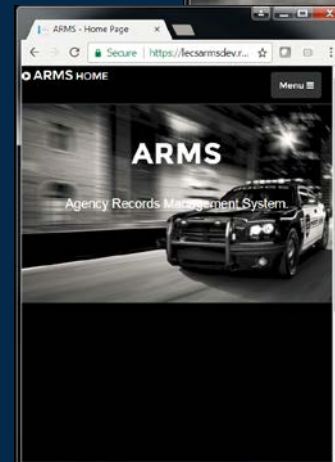 ARMS - Home Page
Secure | https://lecsarmsdev.r...
ARMS HOME
Menu
ARMS
Agency Records Management System.